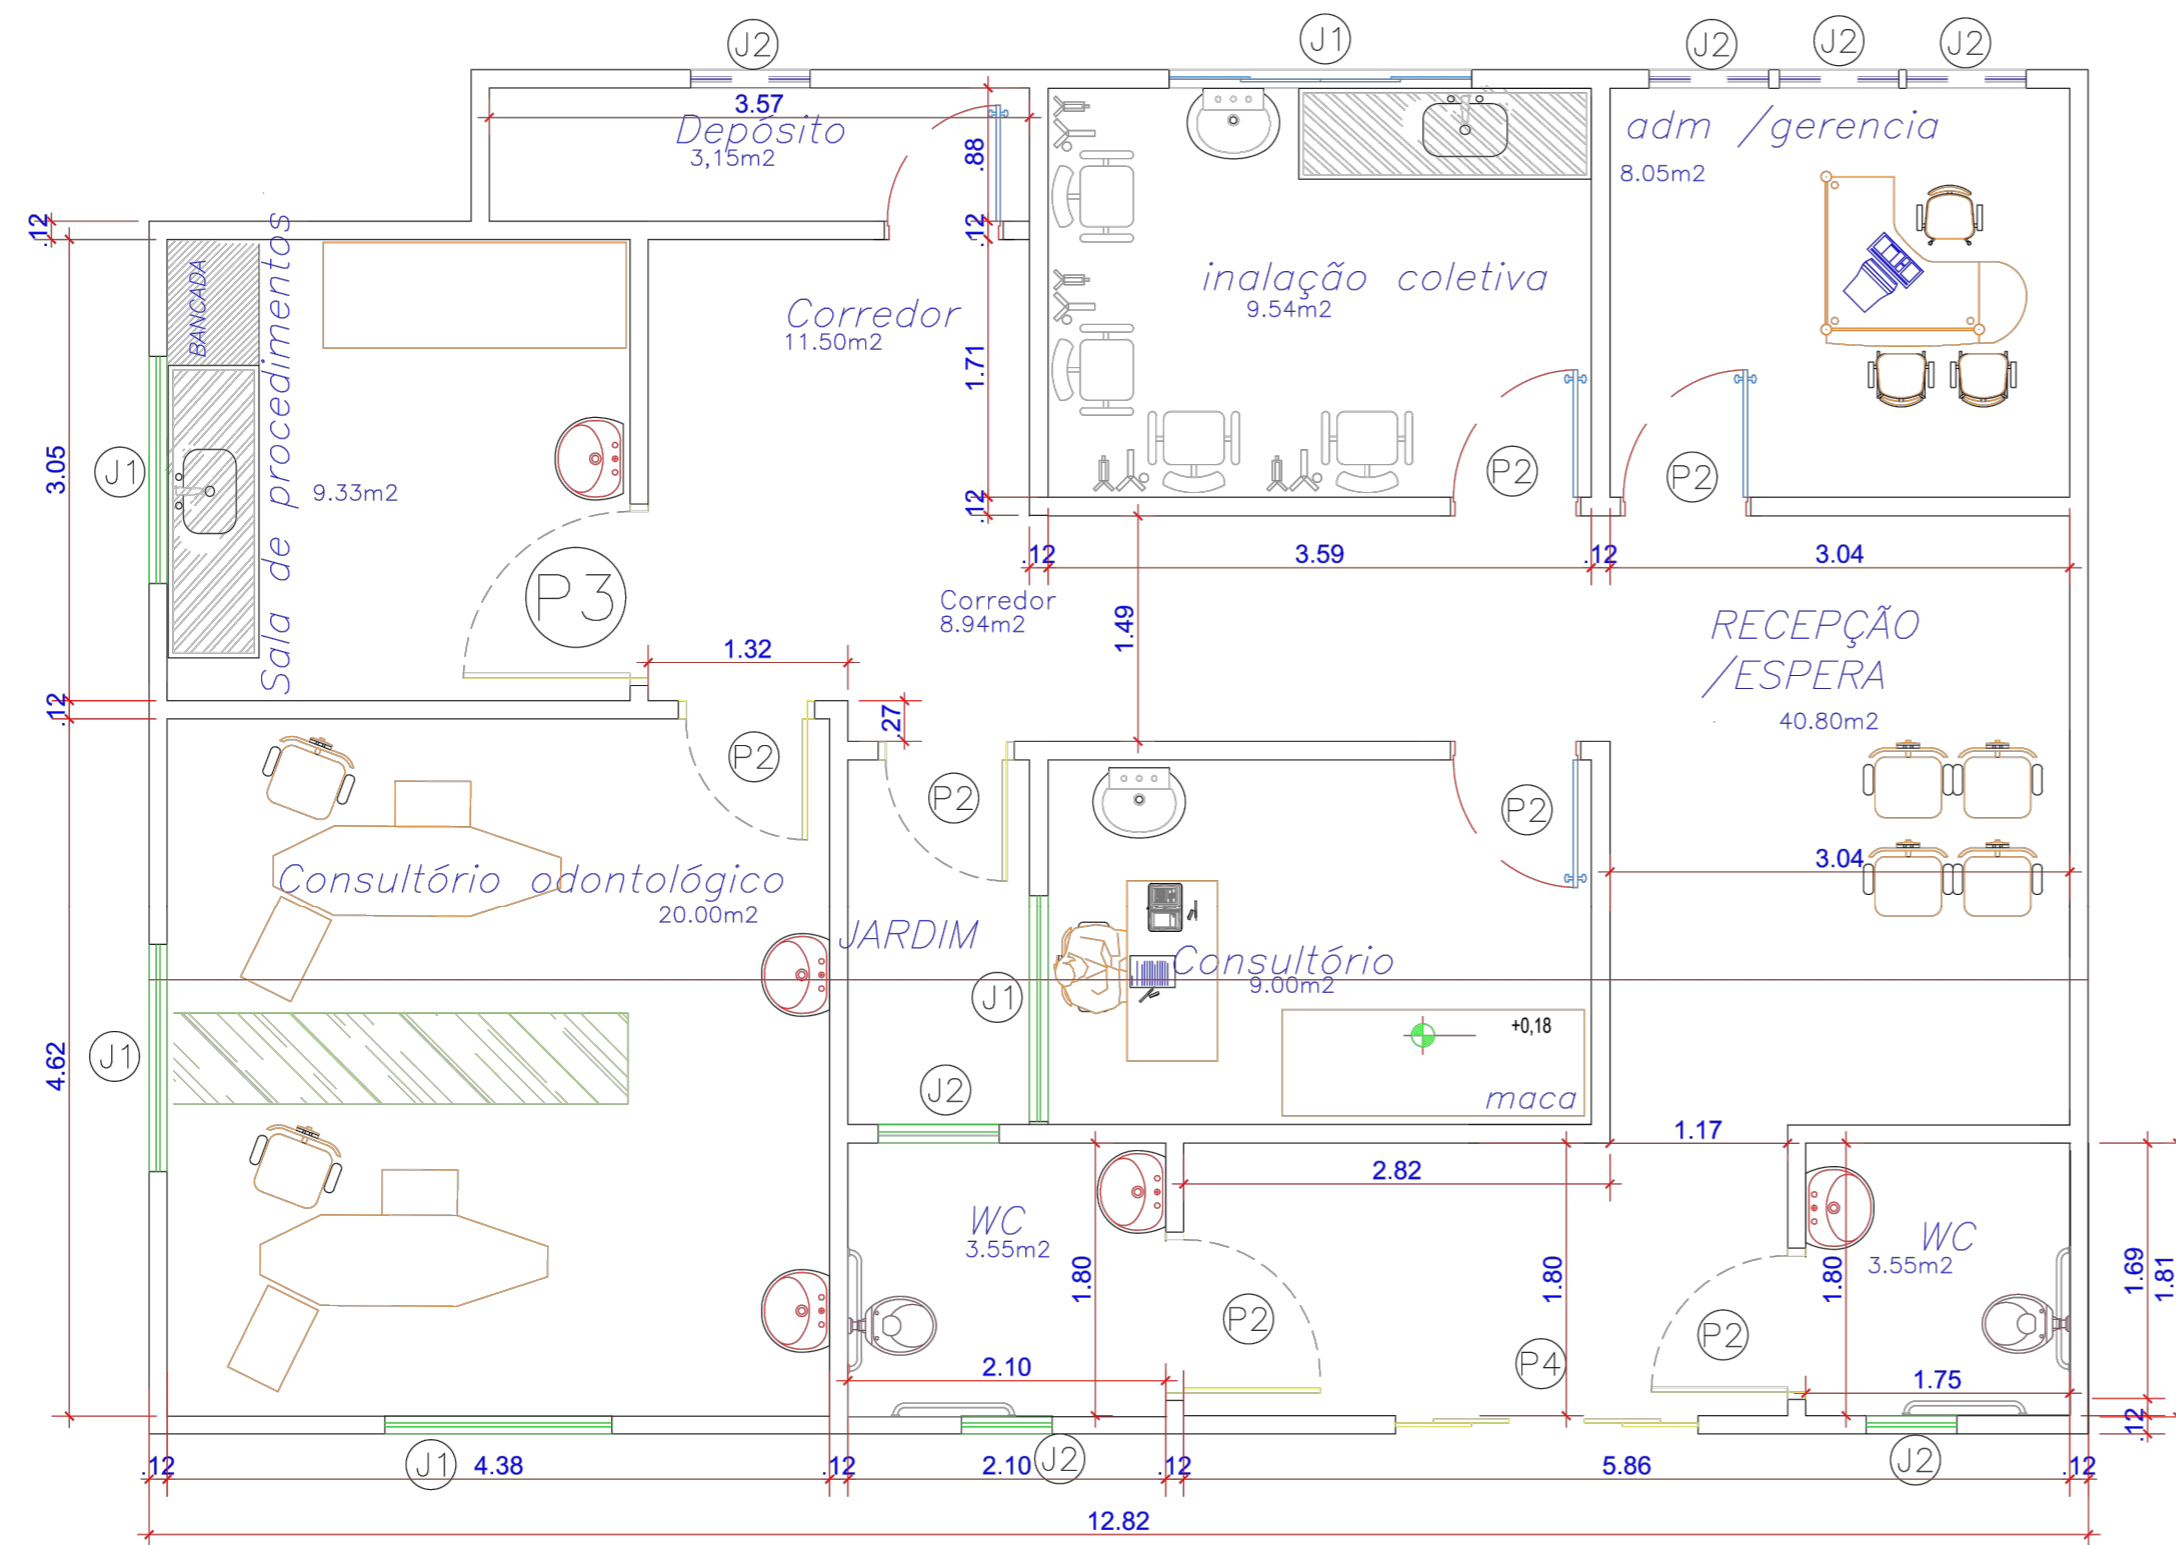 J2
J1
J2
J2
J2
3.57
Depósito
3,15m2
.88
adm /gerencia
8.05m2
.12
.12
BANCADA
Sala de procedimentos
inalação coletiva
9.54m2
Corredor
11.50m2
1.71
J1
3.05
9.33m2
P2
P2
.12
P3
.12
3.59
.12
3.04
Corredor
8.94m2
1.49
RECEPÇÃO
/ESPERA
40.80m2
1.32
.12
.27
P2
P2
P2
3.04
Consultório odontológico
20.00m2
JARDIM
Consultório
9.00m2
J1
+0,18
J1
4.62
J2
maca
1.17
2.82
WC
3.55m2
WC
3.55m2
1.80
1.80
1.80
1.69
1.81
P2
P2
P4
2.10
1.75
.12
.12
J1
4.38
.12
2.10
J2
.12
5.86
J2
.12
12.82